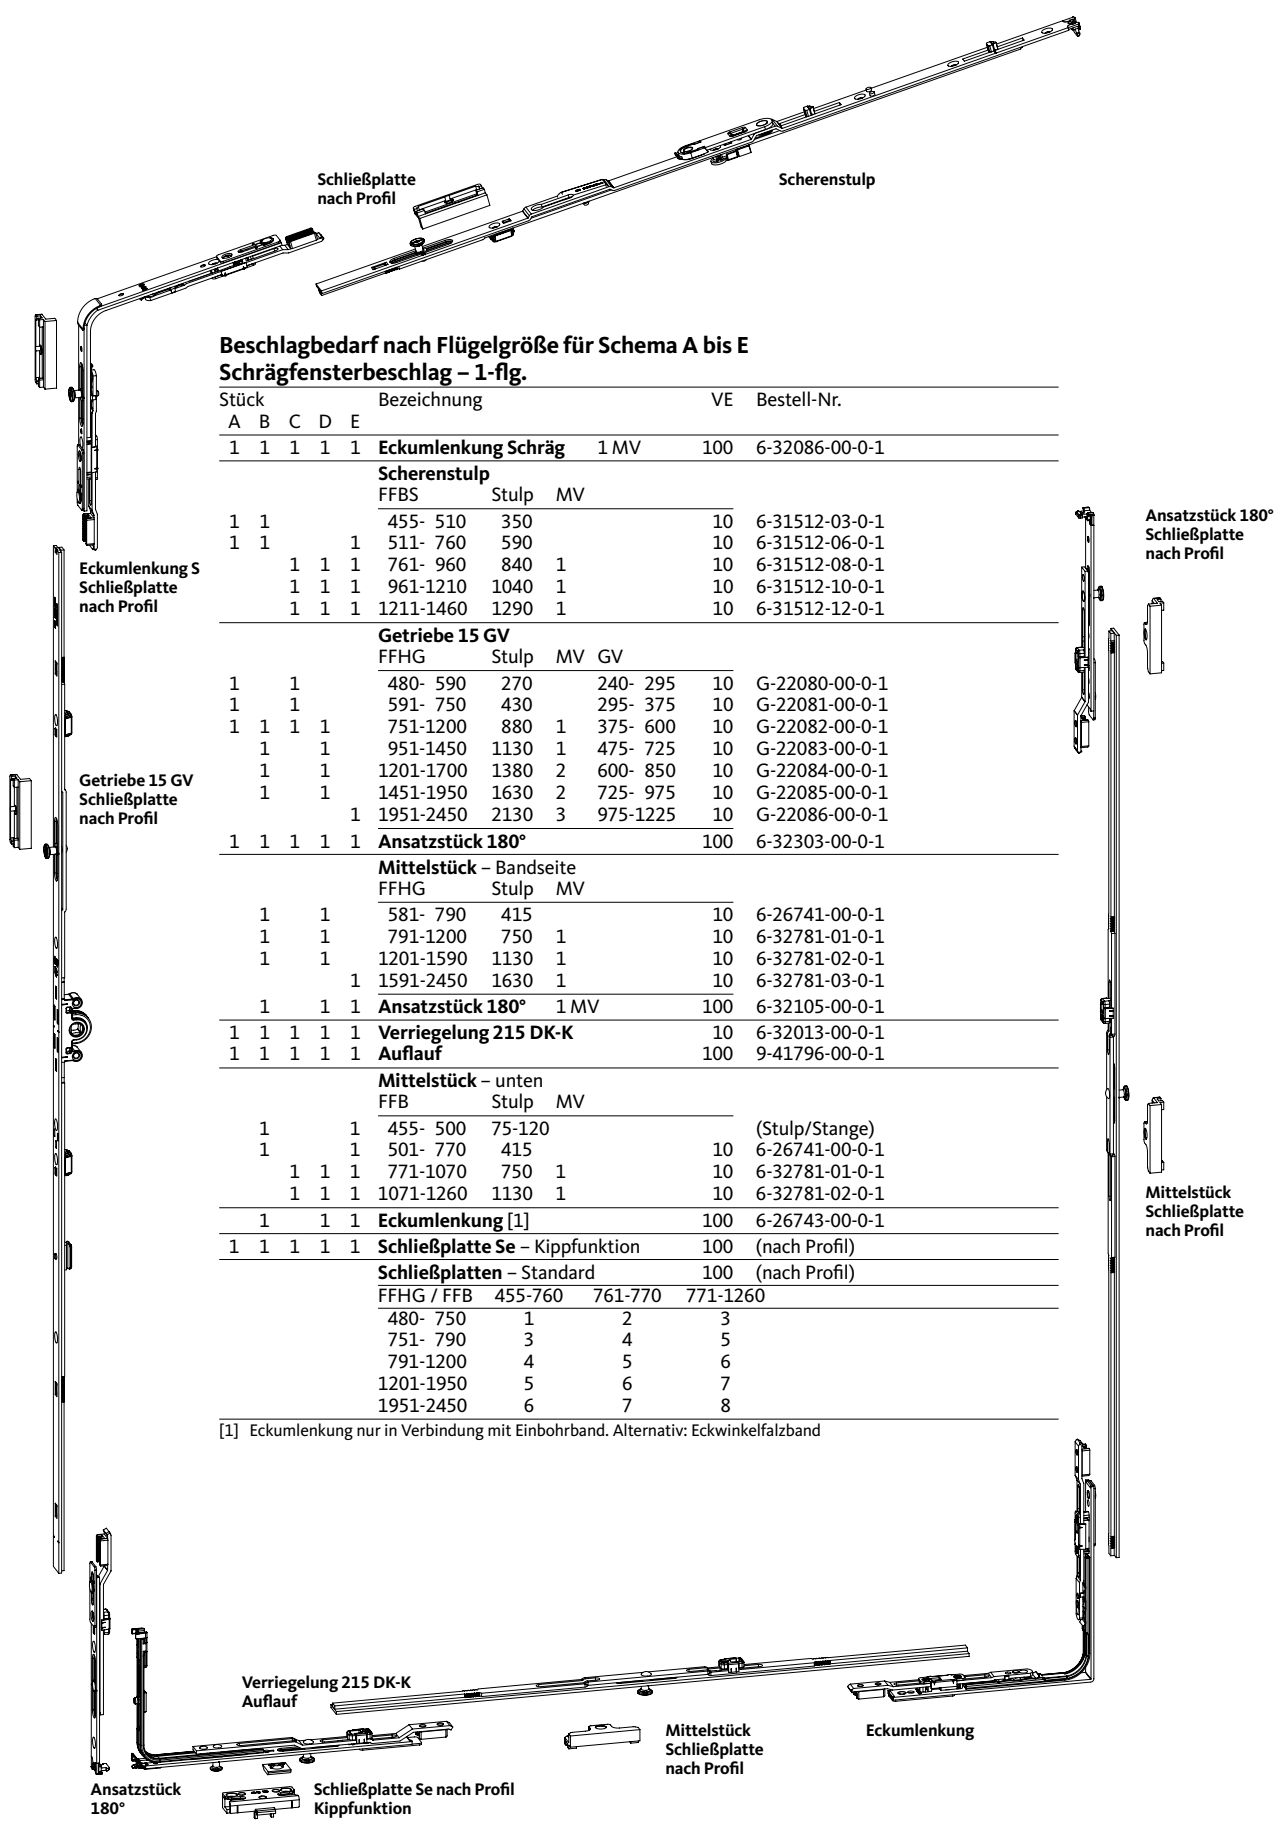 Schließplatte
nach Profil
Scherenstulp
Beschlagbedarf nach Flügelgröße für Schema A bis E
Schrägfensterbeschlag – 1-flg.
Stück Bezeichnung VE Bestell-Nr.
A B C D E
1 1 1 1 1 Eckumlenkung Schräg 1 MV 100 6-32086-00-0-1
Scherenstulp
FFBS Stulp MV
1 1 455- 510 350 10 6-31512-03-0-1
1 1 1 511- 760 590 10 6-31512-06-0-1
1 1 1 761- 960 840 1 10 6-31512-08-0-1
1 1 1 961-1210 1040 1 10 6-31512-10-0-1
1 1 1 1211-1460 1290 1 10 6-31512-12-0-1
Getriebe 15 GV
FFHG Stulp MV GV
1 1 480- 590 270 240- 295 10 G-22080-00-0-1
1 1 591- 750 430 295- 375 10 G-22081-00-0-1
1 1 1 1 751-1200 880 1 375- 600 10 G-22082-00-0-1
1 1 951-1450 1130 1 475- 725 10 G-22083-00-0-1
1 1 1201-1700 1380 2 600- 850 10 G-22084-00-0-1
1 1 1451-1950 1630 2 725- 975 10 G-22085-00-0-1
1 1951-2450 2130 3 975-1225 10 G-22086-00-0-1
1 1 1 1 1 Ansatzstück 180° 100 6-32303-00-0-1
Mittelstück – Bandseite
FFHG Stulp MV
1 1 581- 790 415 10 6-26741-00-0-1
1 1 791-1200 750 1 10 6-32781-01-0-1
1 1 1201-1590 1130 1 10 6-32781-02-0-1
1 1591-2450 1630 1 10 6-32781-03-0-1
1 1 1 Ansatzstück 180° 1 MV 100 6-32105-00-0-1
1 1 1 1 1 Verriegelung 215 DK-K 10 6-32013-00-0-1
1 1 1 1 1 Auflauf 100 9-41796-00-0-1
Mittelstück – unten
FFB Stulp MV
1 1 455- 500 75-120 (Stulp/Stange)
1 1 501- 770 415 10 6-26741-00-0-1
1 1 1 771-1070 750 1 10 6-32781-01-0-1
1 1 1 1071-1260 1130 1 10 6-32781-02-0-1
1 1 1 Eckumlenkung [1] 100 6-26743-00-0-1
1 1 1 1 1 Schließplatte Se – Kippfunktion 100 (nach Profil)
Schließplatten – Standard 100 (nach Profil)
FFHG / FFB 455-760 761-770 771-1260
480- 750 1 2 3
751- 790 3 4 5
791-1200 4 5 6
1201-1950 5 6 7
1951-2450 6 7 8
[1] Eckumlenkung nur in Verbindung mit Einbohrband. Alternativ: Eckwinkelfalzband
Eckumlenkung S
Schließplatte
nach Profil
Getriebe 15 GV
Schließplatte
nach Profil
Ansatzstück 180°
Schließplatte
nach Profil
Mittelstück
Schließplatte
nach Profil
Verriegelung 215 DK-K
Auflauf
Mittelstück
Schließplatte
nach Profil
Eckumlenkung
Ansatzstück
180°
Schließplatte Se nach Profil
Kippfunktion